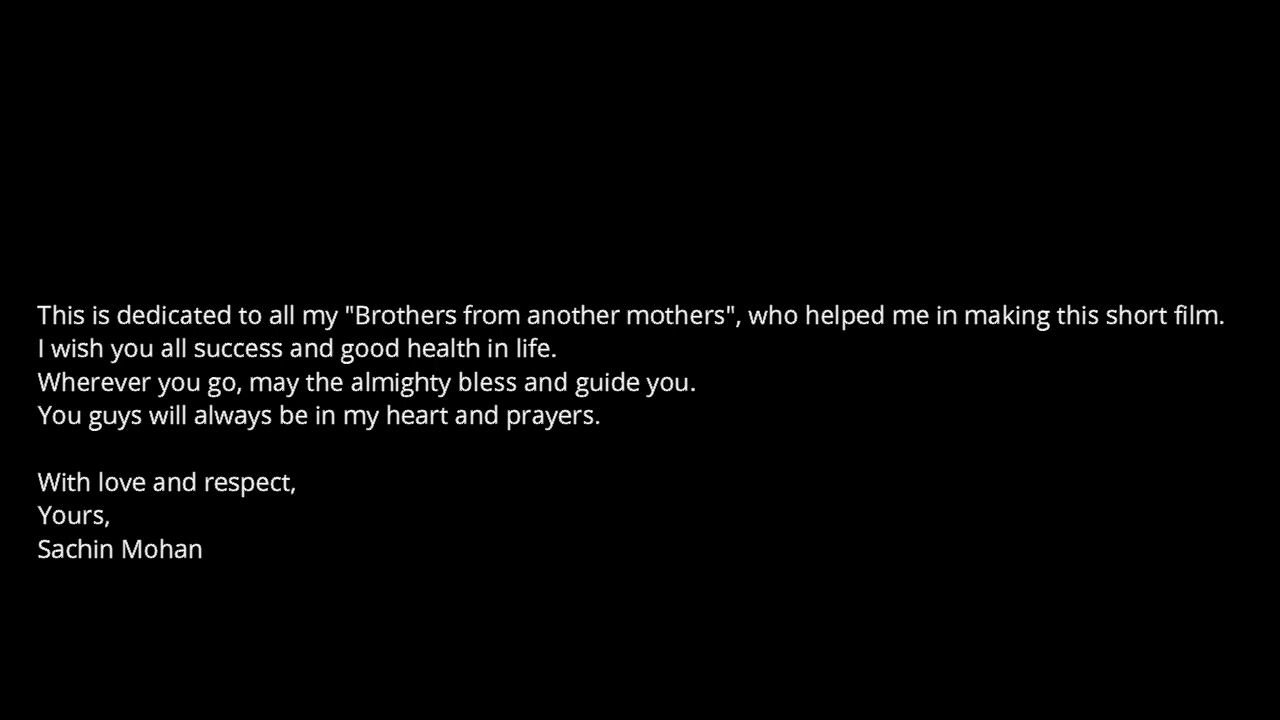 This is dedicated to all my "Brothers from another mothers", who helped me in making this short film.
I wish you all success and good health in life.
Wherever you go, may the almighty bless and guide you.
You guys will always be in my heart and prayers.
With love and respect,
Yours,
Sachin Mohan